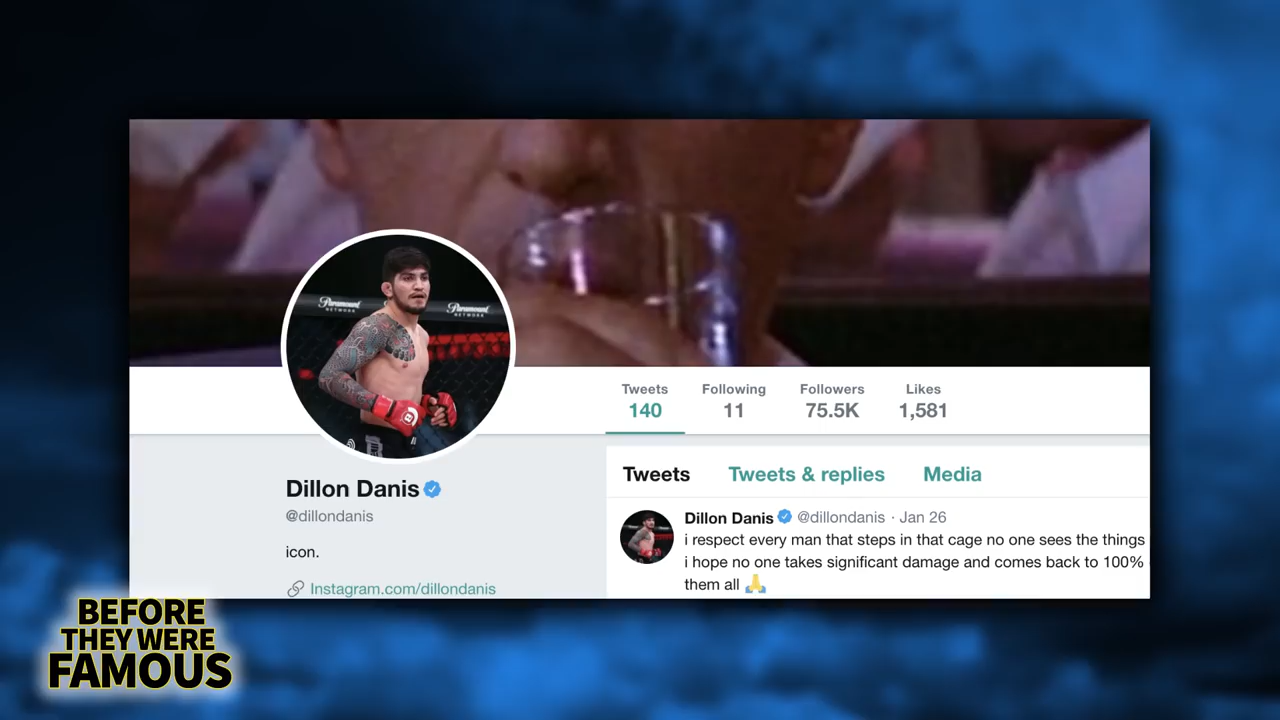 Paramount
NETWORK
Paramount
NETWORK
Tweets
140
Following
11
Followers
75.5K
Likes
1,581
Dillon Danis
@dillondanis
icon.
Instagram.com/dillondanis
Tweets Tweets & replies Media
Dillon Danis @dillondanis · Jan 26
i respect every man that steps in that cage no one sees the things
i hope no one takes significant damage and comes back to 100%
them all 🙏
BEFORE
THEY WERE
FAMOUS